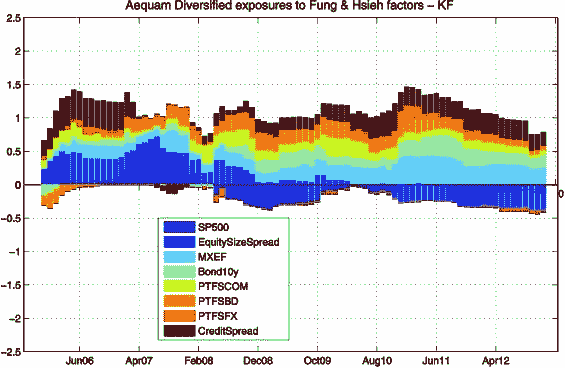 Aequam Diversified exposures to Fung & Hsieh factors – KF
2.5
2
1.5
1
0.5
0
0
−0.5
−1
−1.5
−2
−2.5
SP500
EquitySizeSpread
MXEF
Bond10y
PTFSCOM
PTFSBD
PTFSFX
CreditSpread
Jun06 Apr07 Feb08 Dec08 Oct09 Aug10 Jun11 Apr12